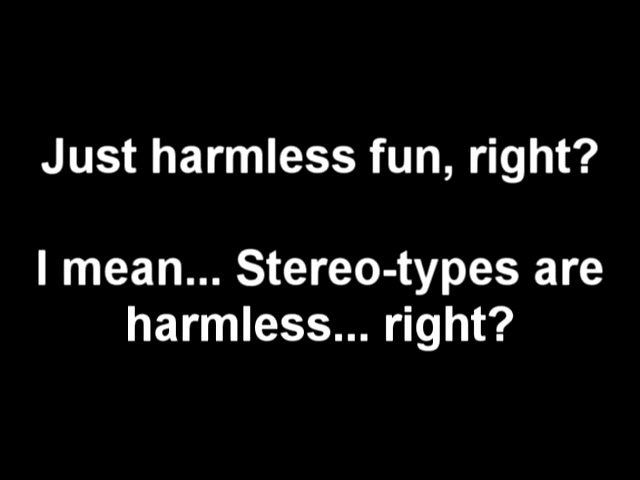 Just harmless fun, right?
I mean... Stereo-types are
harmless... right?